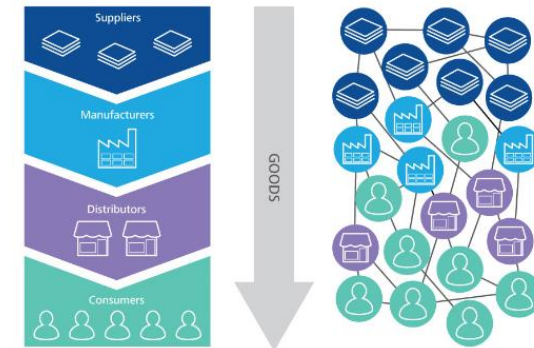 Suppliers
Manufacturers
GOODS
Distributors
Consumers